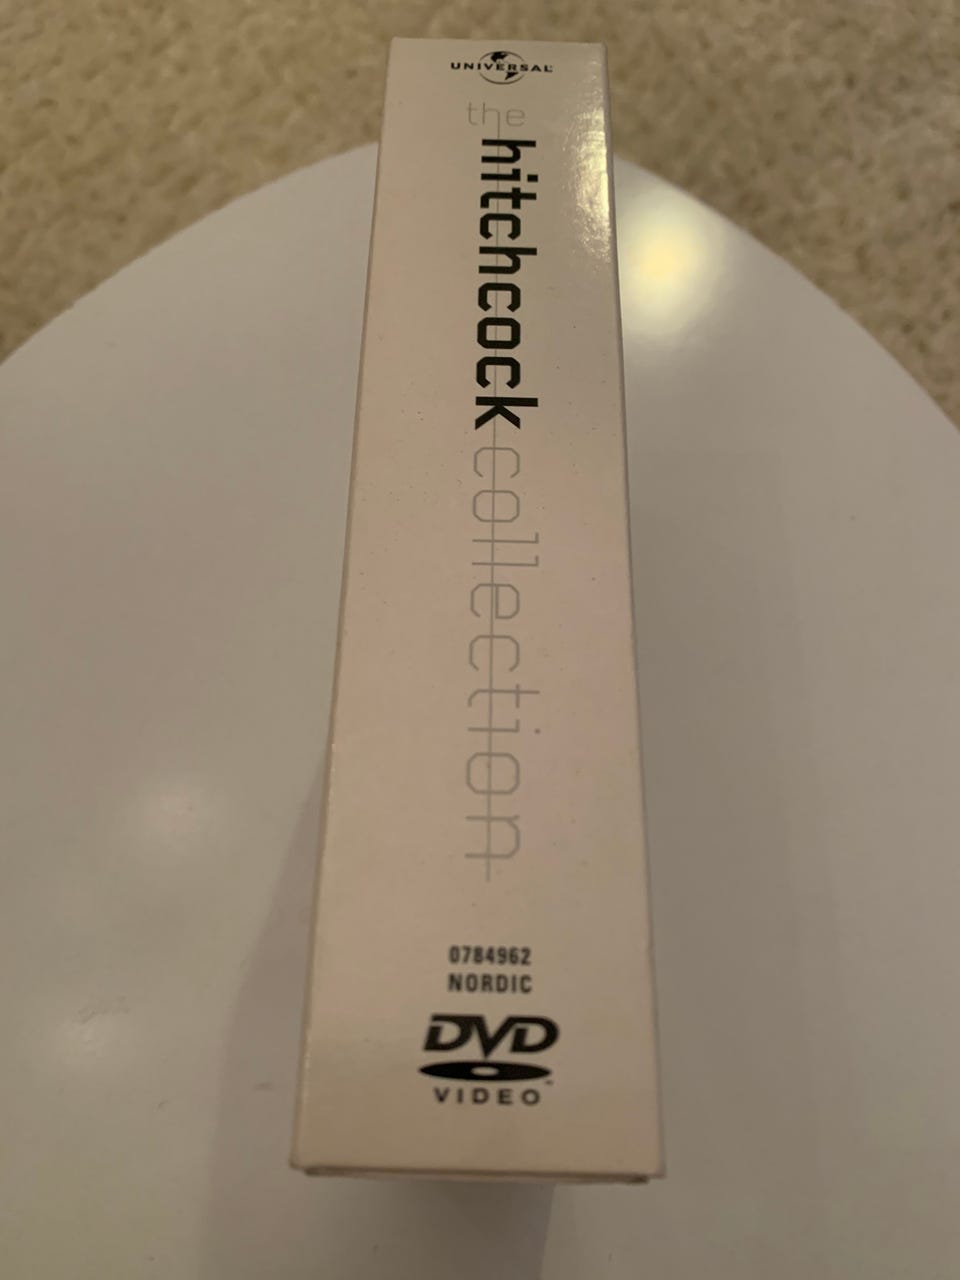 UNIVERSAL
the
hitchcock collection
0784962
NORDIC
DVD
VIDEO